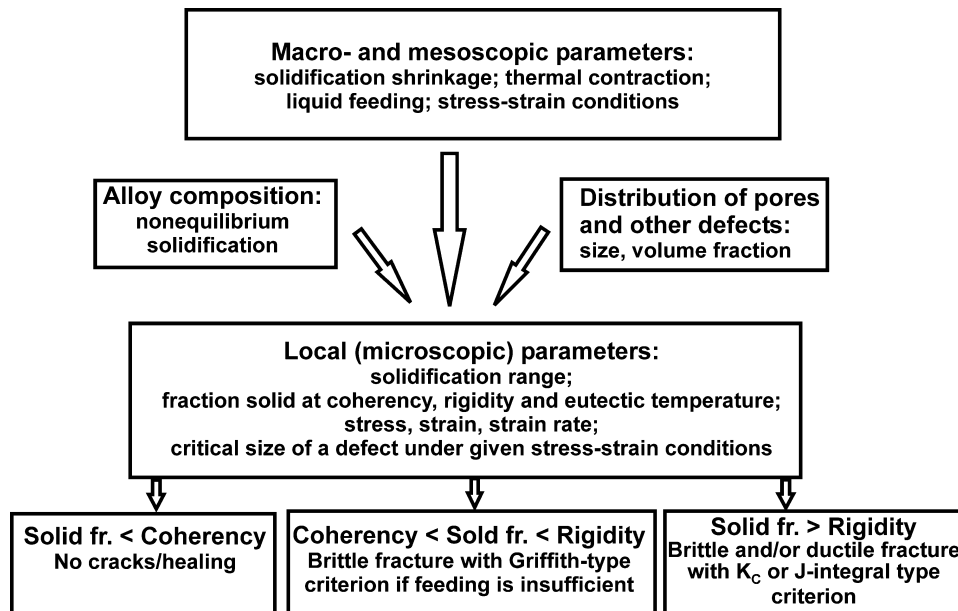 Macro- and mesoscopic parameters:
solidification shrinkage; thermal contraction;
liquid feeding; stress-strain conditions
Alloy composition:
nonequilibrium
solidification
Distribution of pores
and other defects:
size, volume fraction
Local (microscopic) parameters:
solidification range;
fraction solid at coherency, rigidity and eutectic temperature;
stress, strain, strain rate;
critical size of a defect under given stress-strain conditions
Solid fr. < Coherency
No cracks/healing
Coherency < Sold fr. < Rigidity
Brittle fracture with Griffith-type
criterion if feeding is insufficient
Solid fr. > Rigidity
Brittle and/or ductile fracture
with KC or J-integral type
criterion